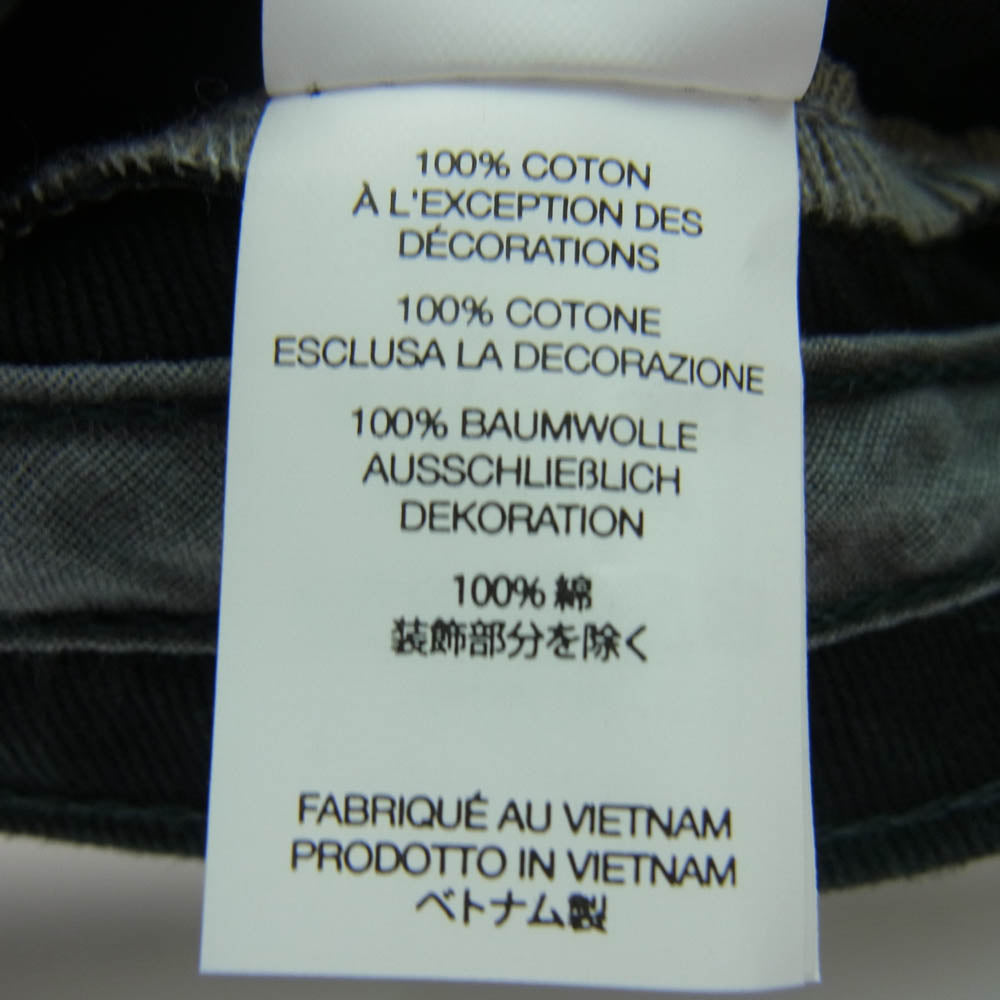 100% COTON
À L'EXCEPTION DES
DÉCORATIONS
100% COTONE
ESCLUSA LA DECORAZIONE
100% BAUMWOLLE
AUSSCHLIEßLICH
DEKORATION
100% 綿
装飾部分を除く
FABRIQUÉ AU VIETNAM
PRODOTTO IN VIETNAM
ベトナム製